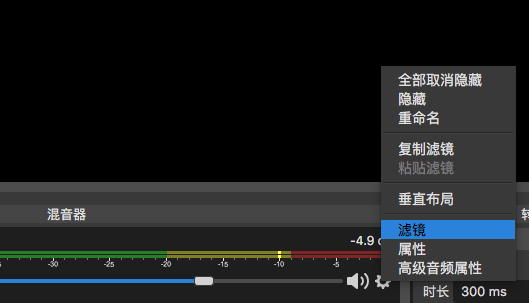 全部取消隐藏
隐藏
重命名
复制滤镜
粘贴滤镜
垂直布局
混音器
-4.9
滤镜
-30 -25 -20 -15 -10 -5
属性
高级音频属性
时长 300 ms